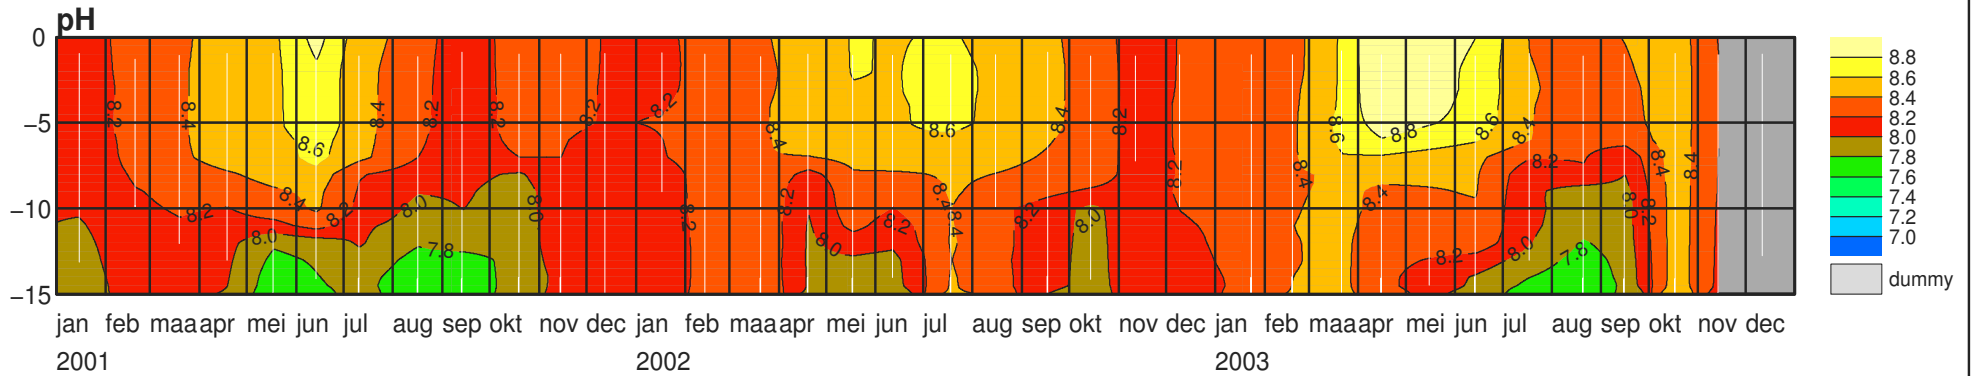 pH
0
−5
−10
−15
8.2 8.4 8.6 8.4 8.2 8.2 8.2 8.2 8.4 8.6 8.4 8.2 8.6 8.8 8.6 8.4 8.4 8.4
8.2 8.4 8.2 8.0 8.0 8.0 7.8 8.2 8.2 8.0 8.2 8.4 8.4 8.2 8.0 8.2 8.4 8.4 8.2 8.2 8.0 8.0 8.2 7.8
jan feb maa apr mei jun jul aug sep okt nov dec jan feb maa apr mei jun jul aug sep okt nov dec jan feb maa apr mei jun jul aug sep okt nov dec
2001 2002 2003
8.8
8.6
8.4
8.2
8.0
7.8
7.6
7.4
7.2
7.0
dummy